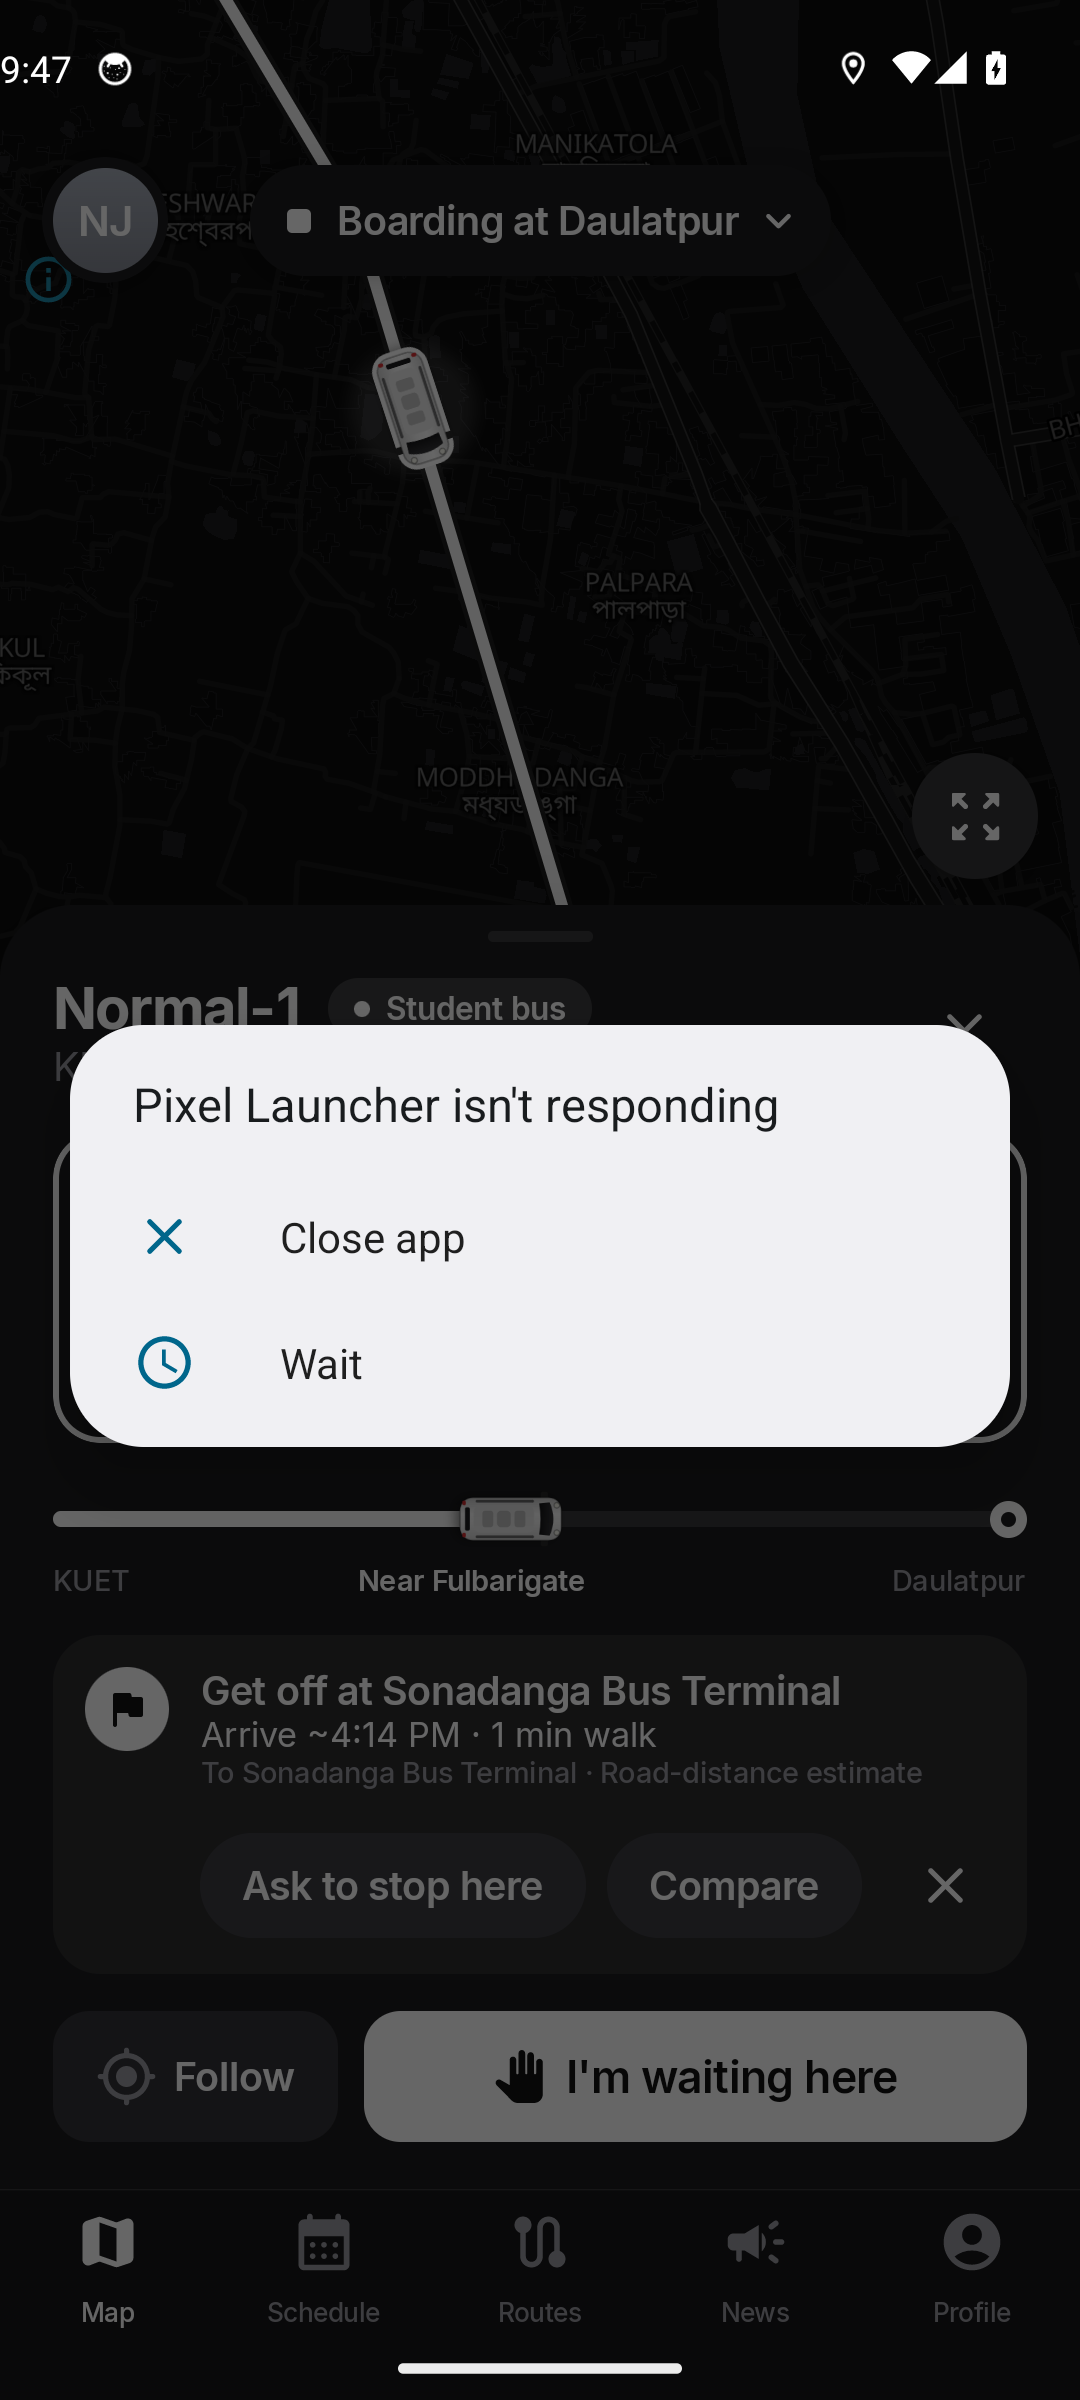 9:47
MANIKATOLA
NJ
Boarding at Daulatpur
PALPARA
পালপাড়া
KUL
MODDH DANGA
Normal-1
Student bus
Pixel Launcher isn't responding
Close app
Wait
KUET
Near Fulbarigate
Daulatpur
Get off at Sonadanga Bus Terminal
Arrive ~4:14 PM · 1 min walk
To Sonadanga Bus Terminal · Road-distance estimate
Ask to stop here
Compare
Follow
I'm waiting here
Map
Schedule
Routes
News
Profile